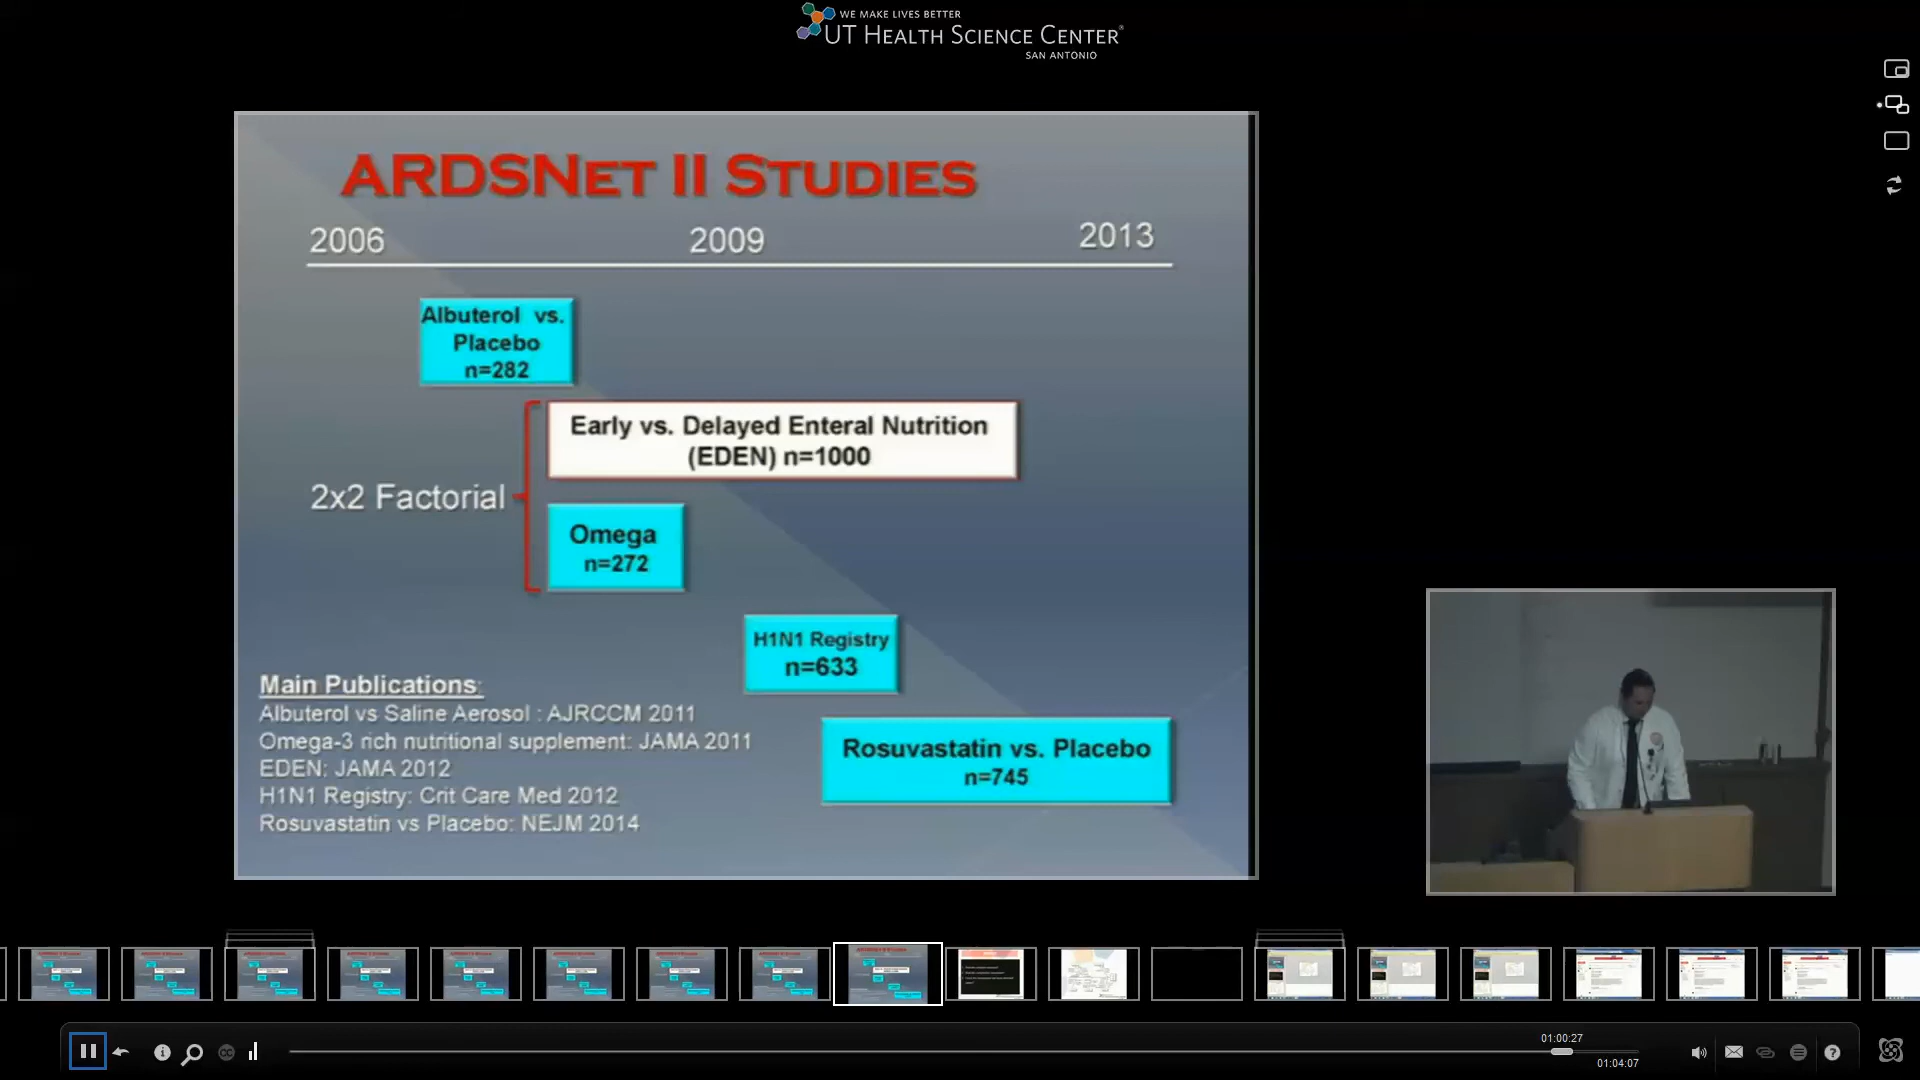 WE MAKE LIVES BETTER
UT HEALTH SCIENCE CENTER®
SAN ANTONIO
ARDSNET II STUDIES
2006 2009 2013
Albuterol vs.
Placebo
n=282
Early vs. Delayed Enteral Nutrition
(EDEN) n=1000
2x2 Factorial
Omega
n=272
H1N1 Registry
n=633
Rosuvastatin vs. Placebo
n=745
Main Publications:
Albuterol vs Saline Aerosol : AJRCCM 2011
Omega-3 rich nutritional supplement: JAMA 2011
EDEN: JAMA 2012
H1N1 Registry: Crit Care Med 2012
Rosuvastatin vs Placebo: NEJM 2014
01:00:27
01:04:07